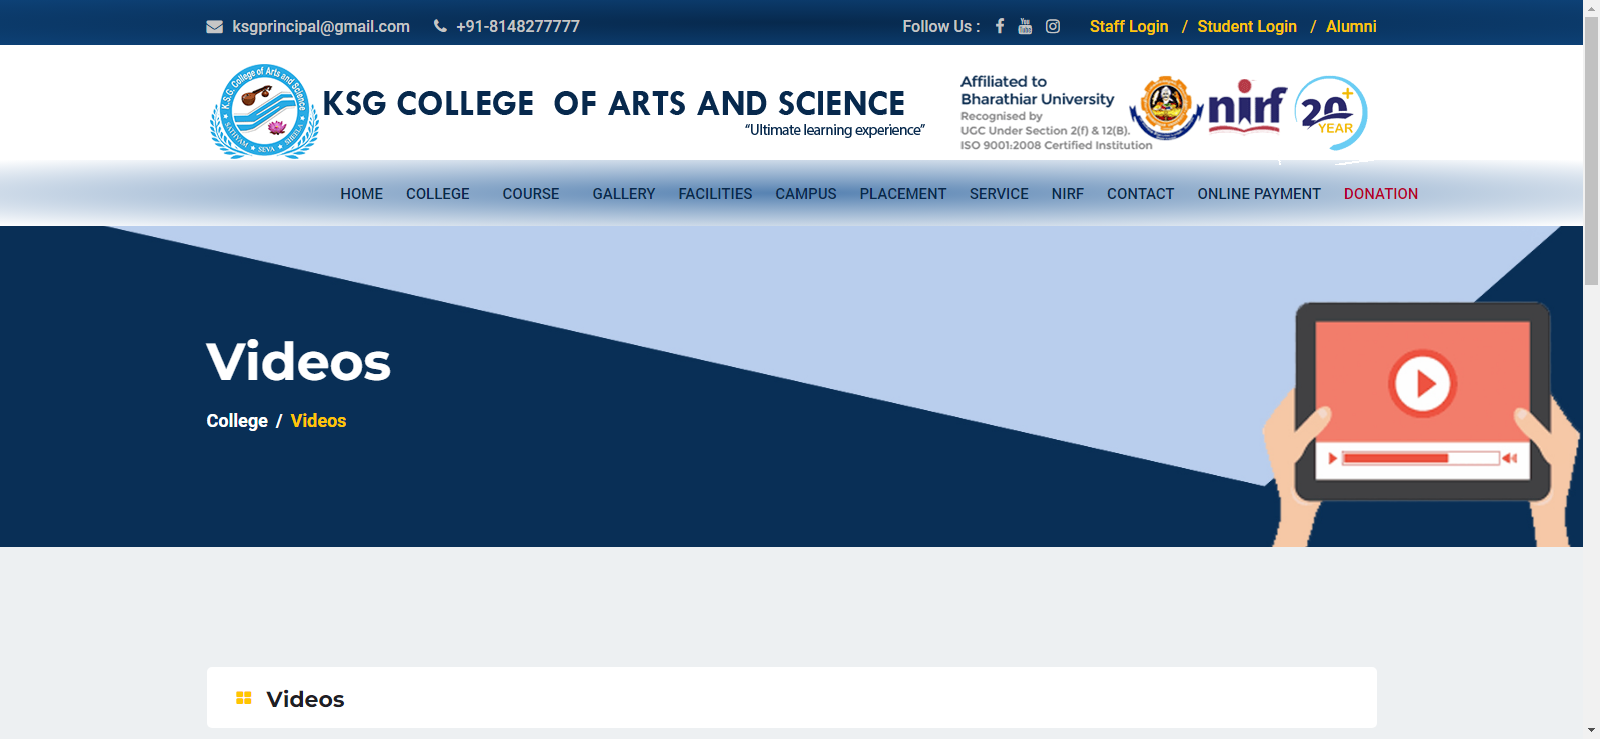 ksgprincipal@gmail.com +91-8148277777 Follow Us : Staff Login / Student Login / Alumni
K.S.G. College of Arts and Science
SATHYAM ★ SEVA ★ SHEELA
KSG COLLEGE OF ARTS AND SCIENCE
“Ultimate learning experience”
Affiliated to
Bharathiar University
Recognised by
UGC Under Section 2(f) & 12(B).
ISO 9001:2008 Certified Institution
nirf
20+
YEAR
HOME COLLEGE COURSE GALLERY FACILITIES CAMPUS PLACEMENT SERVICE NIRF CONTACT ONLINE PAYMENT DONATION
Videos
College / Videos
Videos